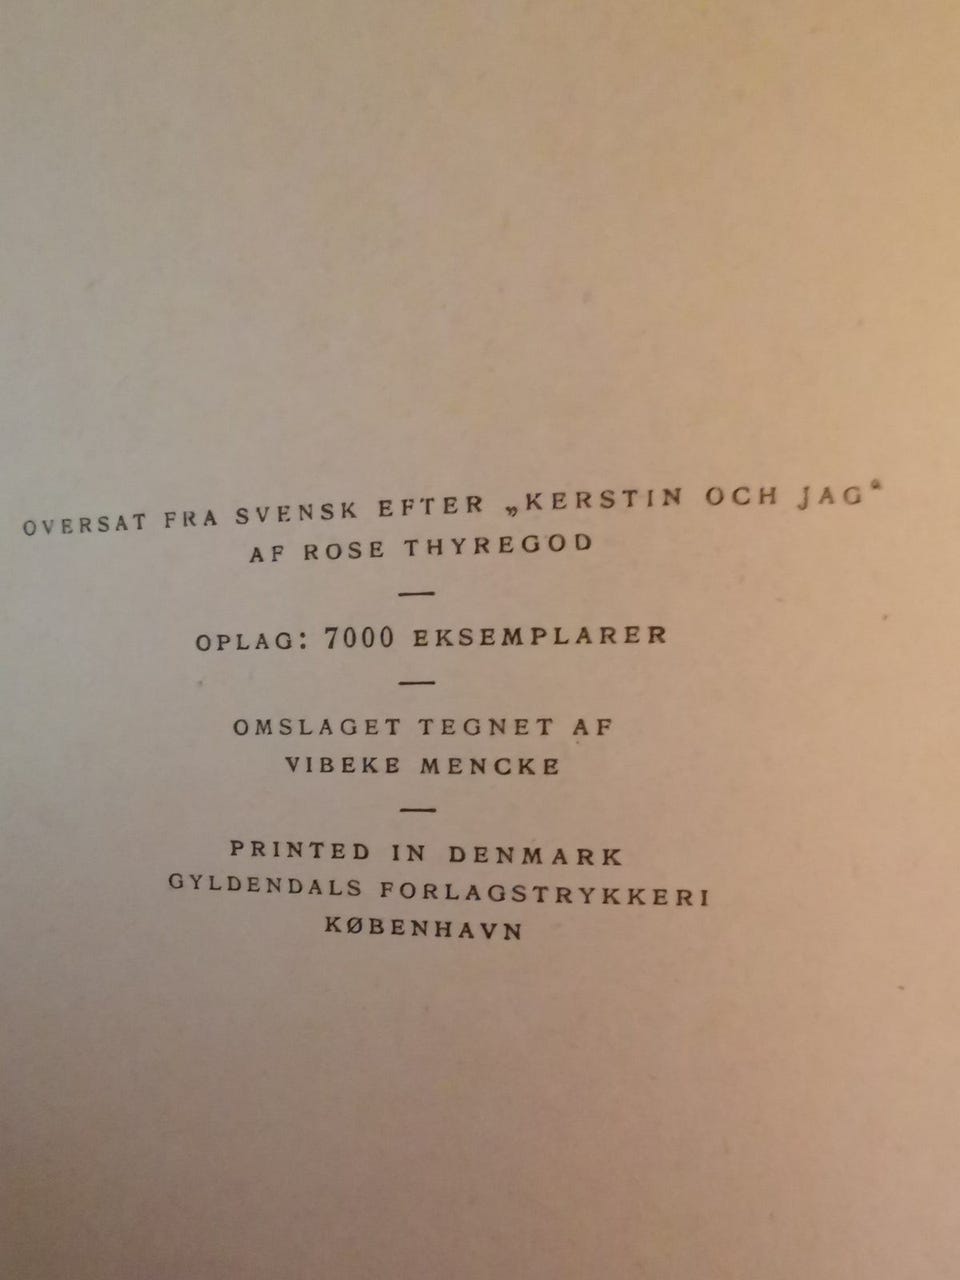 OVERSAT FRA SVENSK EFTER „KERSTIN OCH JAG“
AF ROSE THYREGOD
—
OPLAG: 7000 EKSEMPLARER
—
OMSLAGET TEGNET AF
VIBEKE MENCKE
—
PRINTED IN DENMARK
GYLDENDALS FORLAGSTRYKKERI
KØBENHAVN